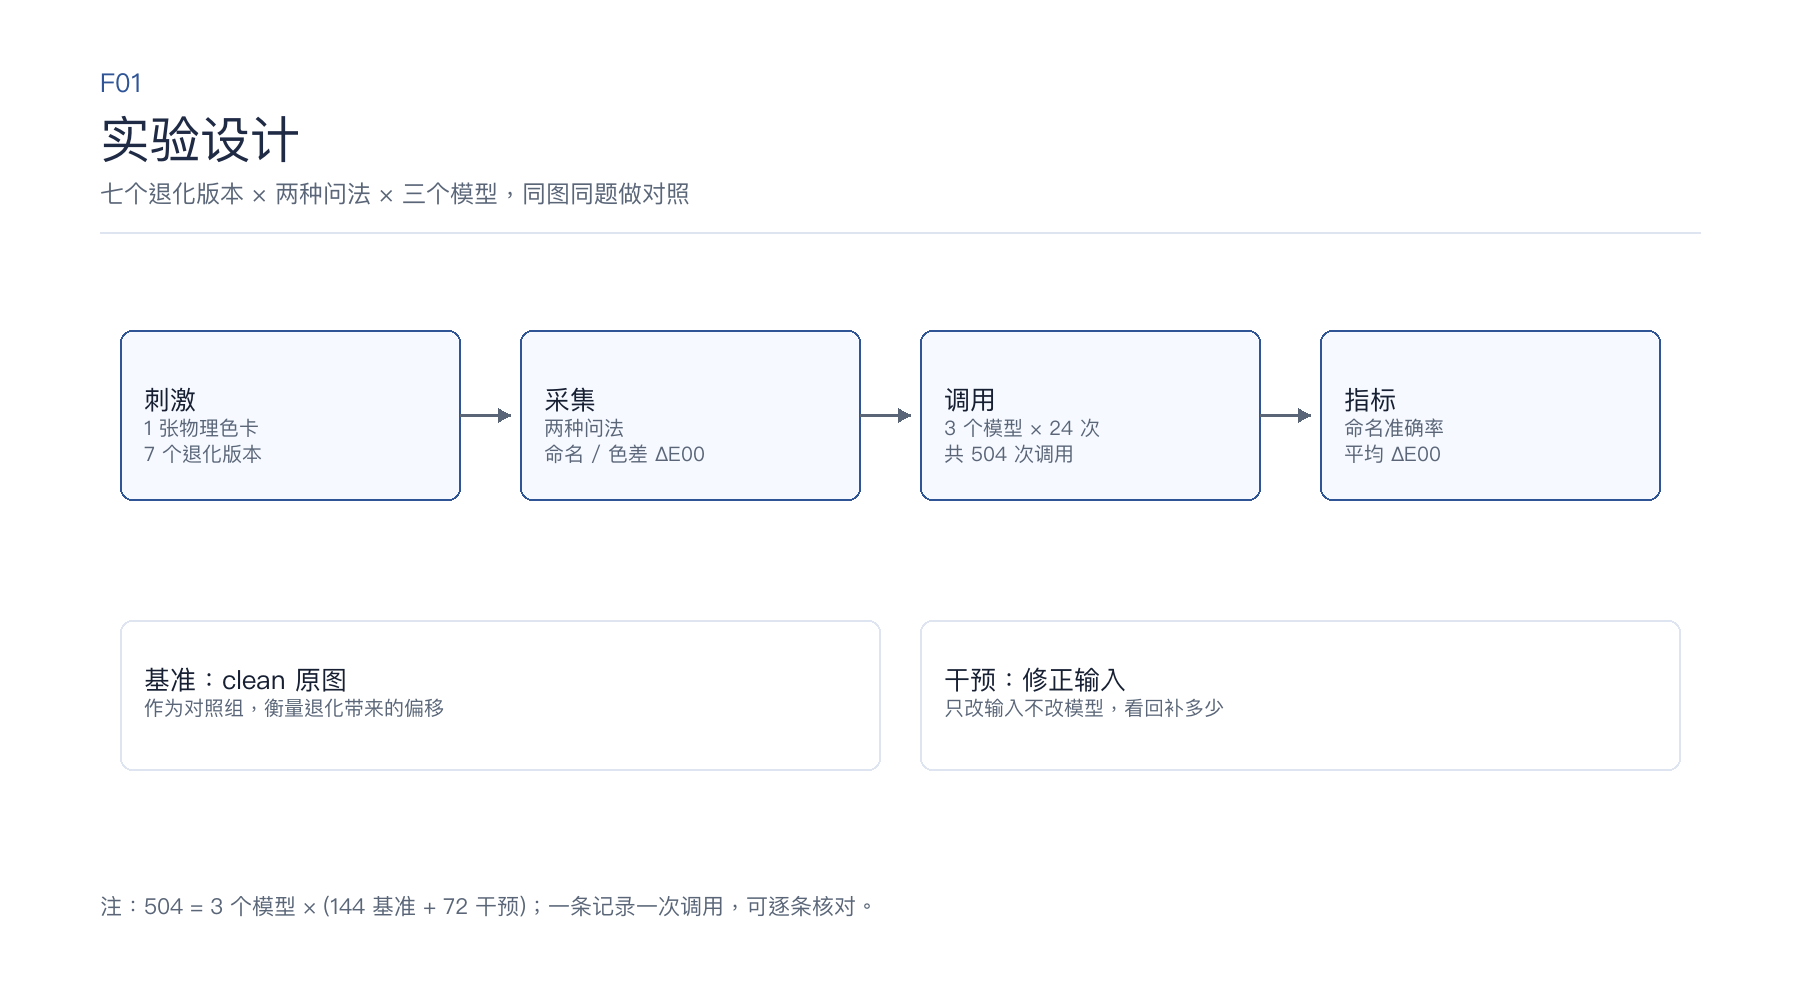 F01
实验设计
七个退化版本 × 两种问法 × 三个模型，同图同题做对照
刺激
1 张物理色卡
7 个退化版本
采集
两种问法
命名 / 色差 ΔE00
调用
3 个模型 × 24 次
共 504 次调用
指标
命名准确率
平均 ΔE00
基准：clean 原图
作为对照组，衡量退化带来的偏移
干预：修正输入
只改输入不改模型，看回补多少
注：504 = 3 个模型 × (144 基准 + 72 干预)；一条记录一次调用，可逐条核对。